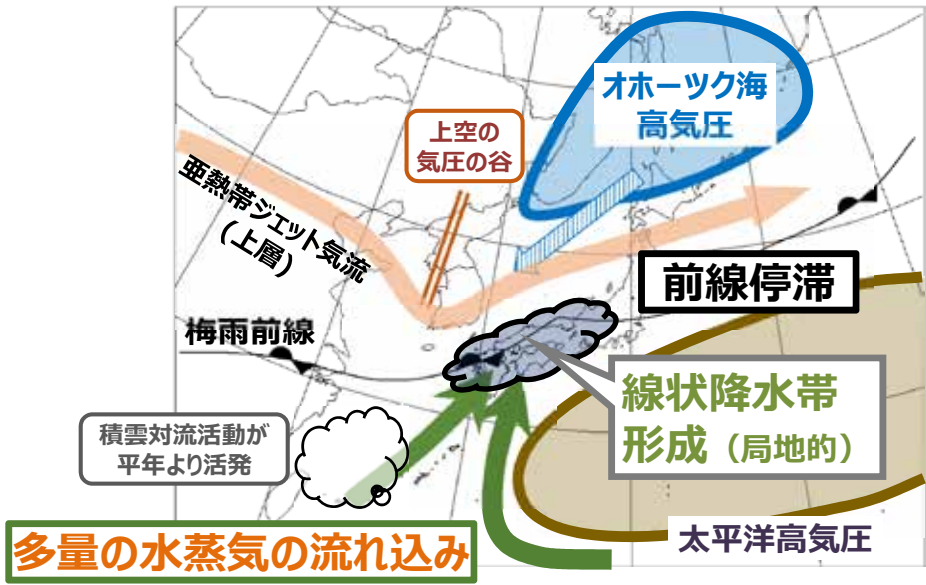 オホーツク海
高気圧
上空の
気圧の谷
亜熱帯ジェット気流
(上層)
前線停滞
梅雨前線
線状降水帯
形成（局地的）
積雲対流活動が
平年より活発
太平洋高気圧
多量の水蒸気の流れ込み